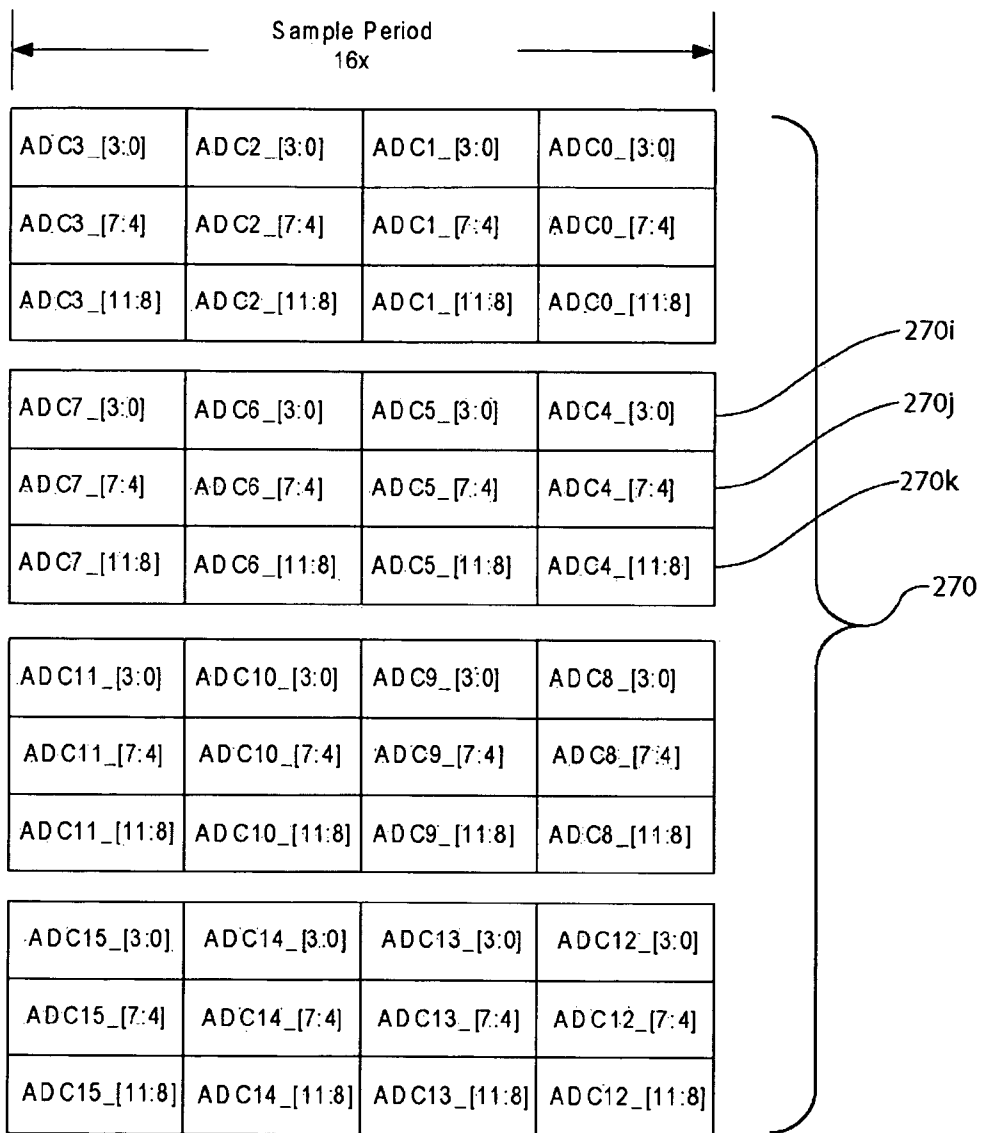 Sample Period
16x
ADC3_[3:0] ADC2_[3:0] ADC1_[3:0] ADC0_[3:0]
ADC3_[7:4] ADC2_[7:4] ADC1_[7:4] ADC0_[7:4]
ADC3_[11:8] ADC2_[11:8] ADC1_[11:8] ADC0_[11:8]
270i
ADC7_[3:0] ADC6_[3:0] ADC5_[3:0] ADC4_[3:0]
270j
ADC7_[7:4] ADC6_[7:4] ADC5_[7:4] ADC4_[7:4]
270k
ADC7_[11:8] ADC6_[11:8] ADC5_[11:8] ADC4_[11:8]
270
ADC11_[3:0] ADC10_[3:0] ADC9_[3:0] ADC8_[3:0]
ADC11_[7:4] ADC10_[7:4] ADC9_[7:4] ADC8_[7:4]
ADC11_[11:8] ADC10_[11:8] ADC9_[11:8] ADC8_[11:8]
ADC15_[3:0] ADC14_[3:0] ADC13_[3:0] ADC12_[3:0]
ADC15_[7:4] ADC14_[7:4] ADC13_[7:4] ADC12_[7:4]
ADC15_[11:8] ADC14_[11:8] ADC13_[11:8] ADC12_[11:8]